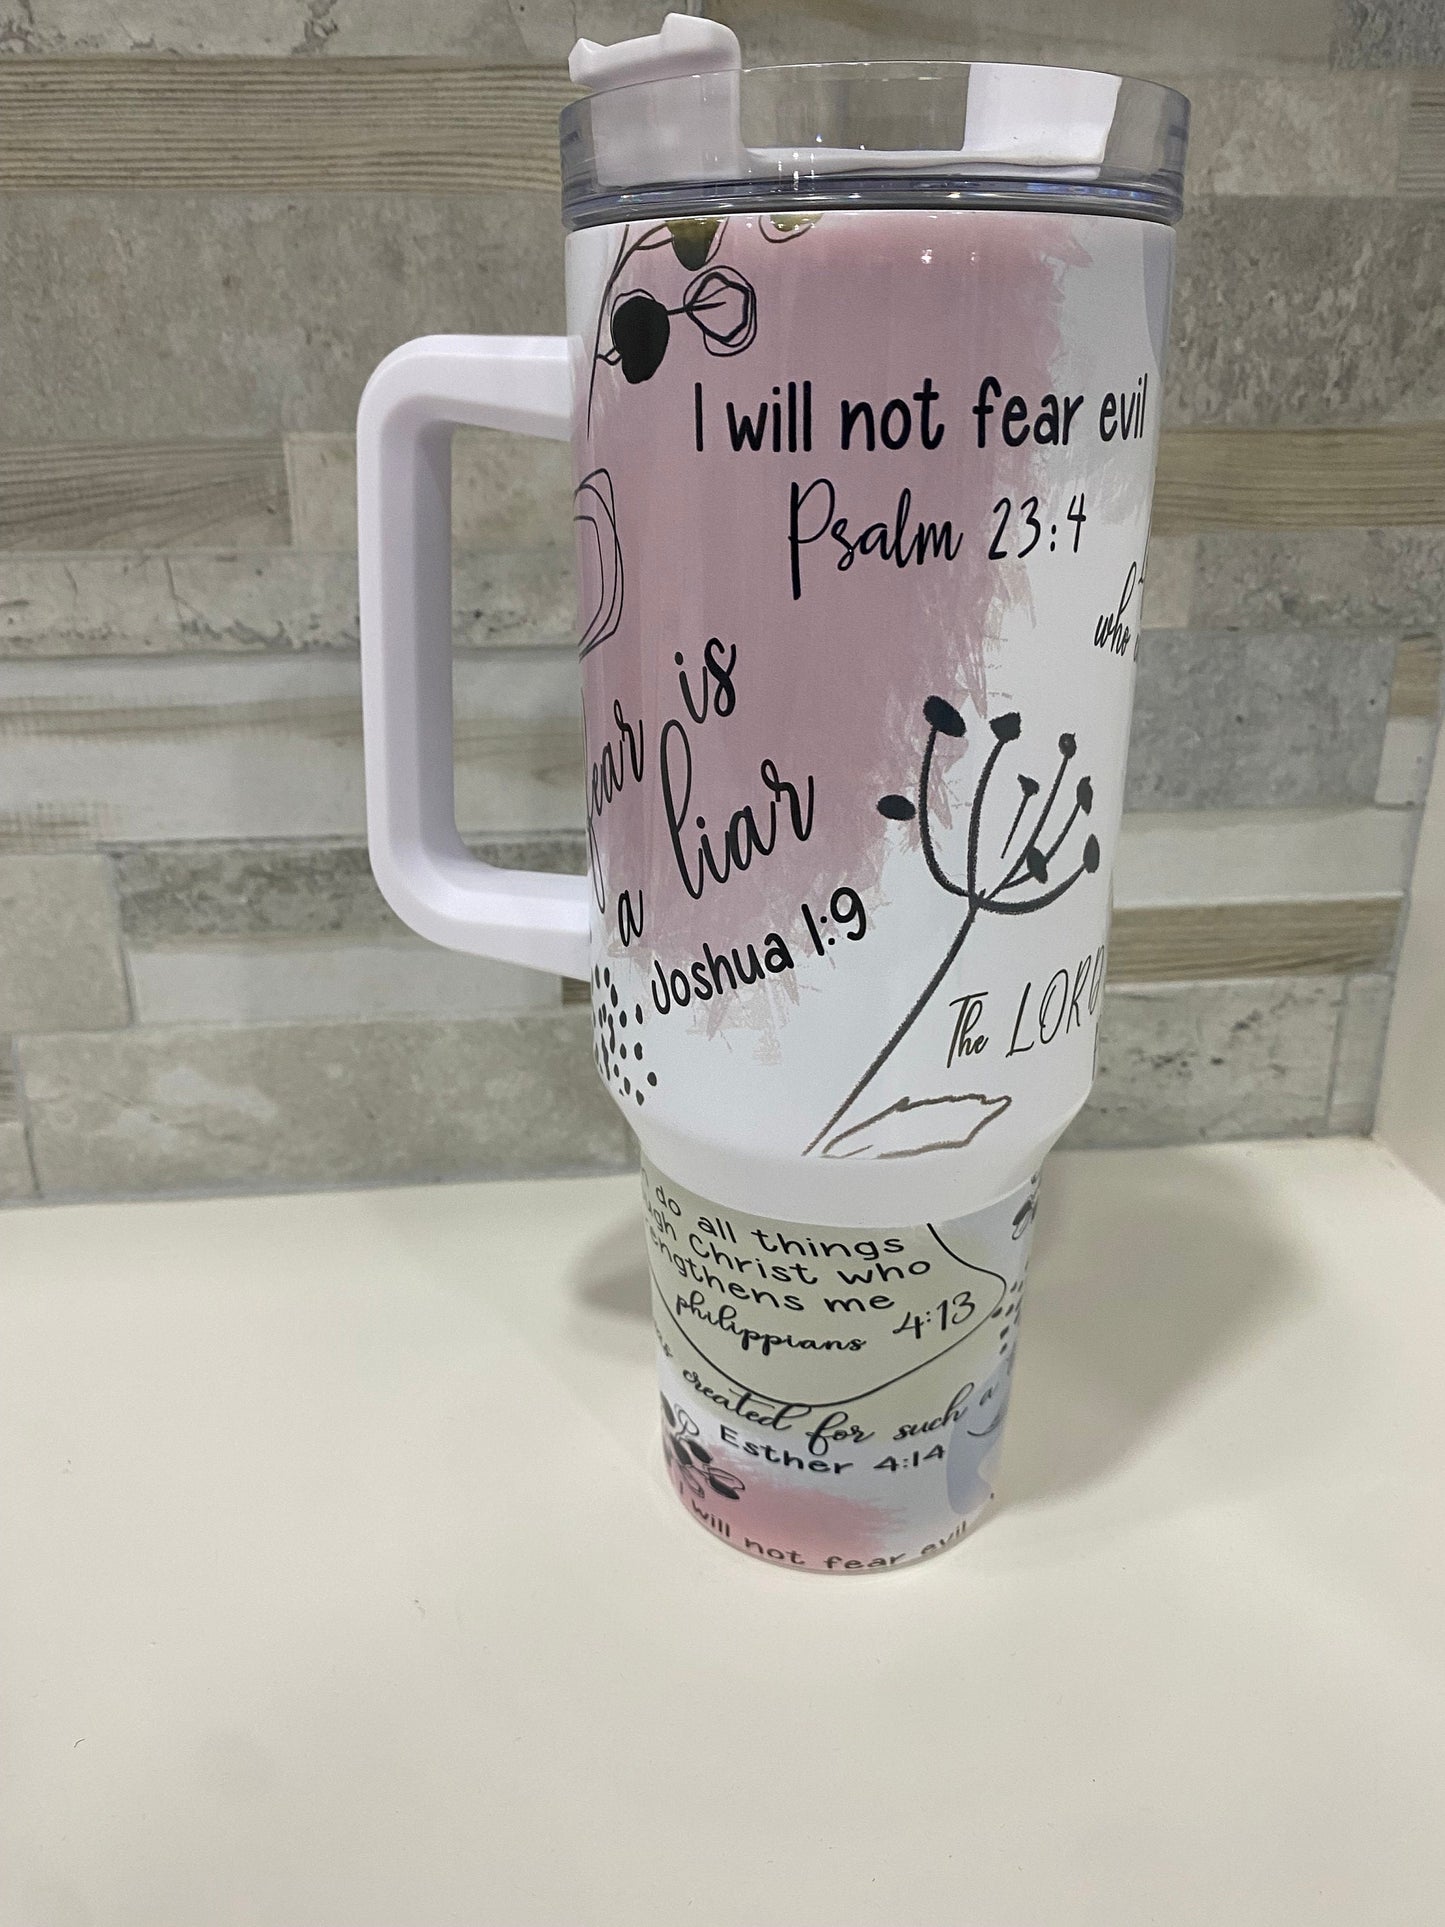 I will not fear evil
Psalm 23:4
who
fear is
a liar
Joshua 1:9
The LORD
do all things
Christ who
me
philippians 4:13
created for such a
Esther 4:14
I will not fear evil